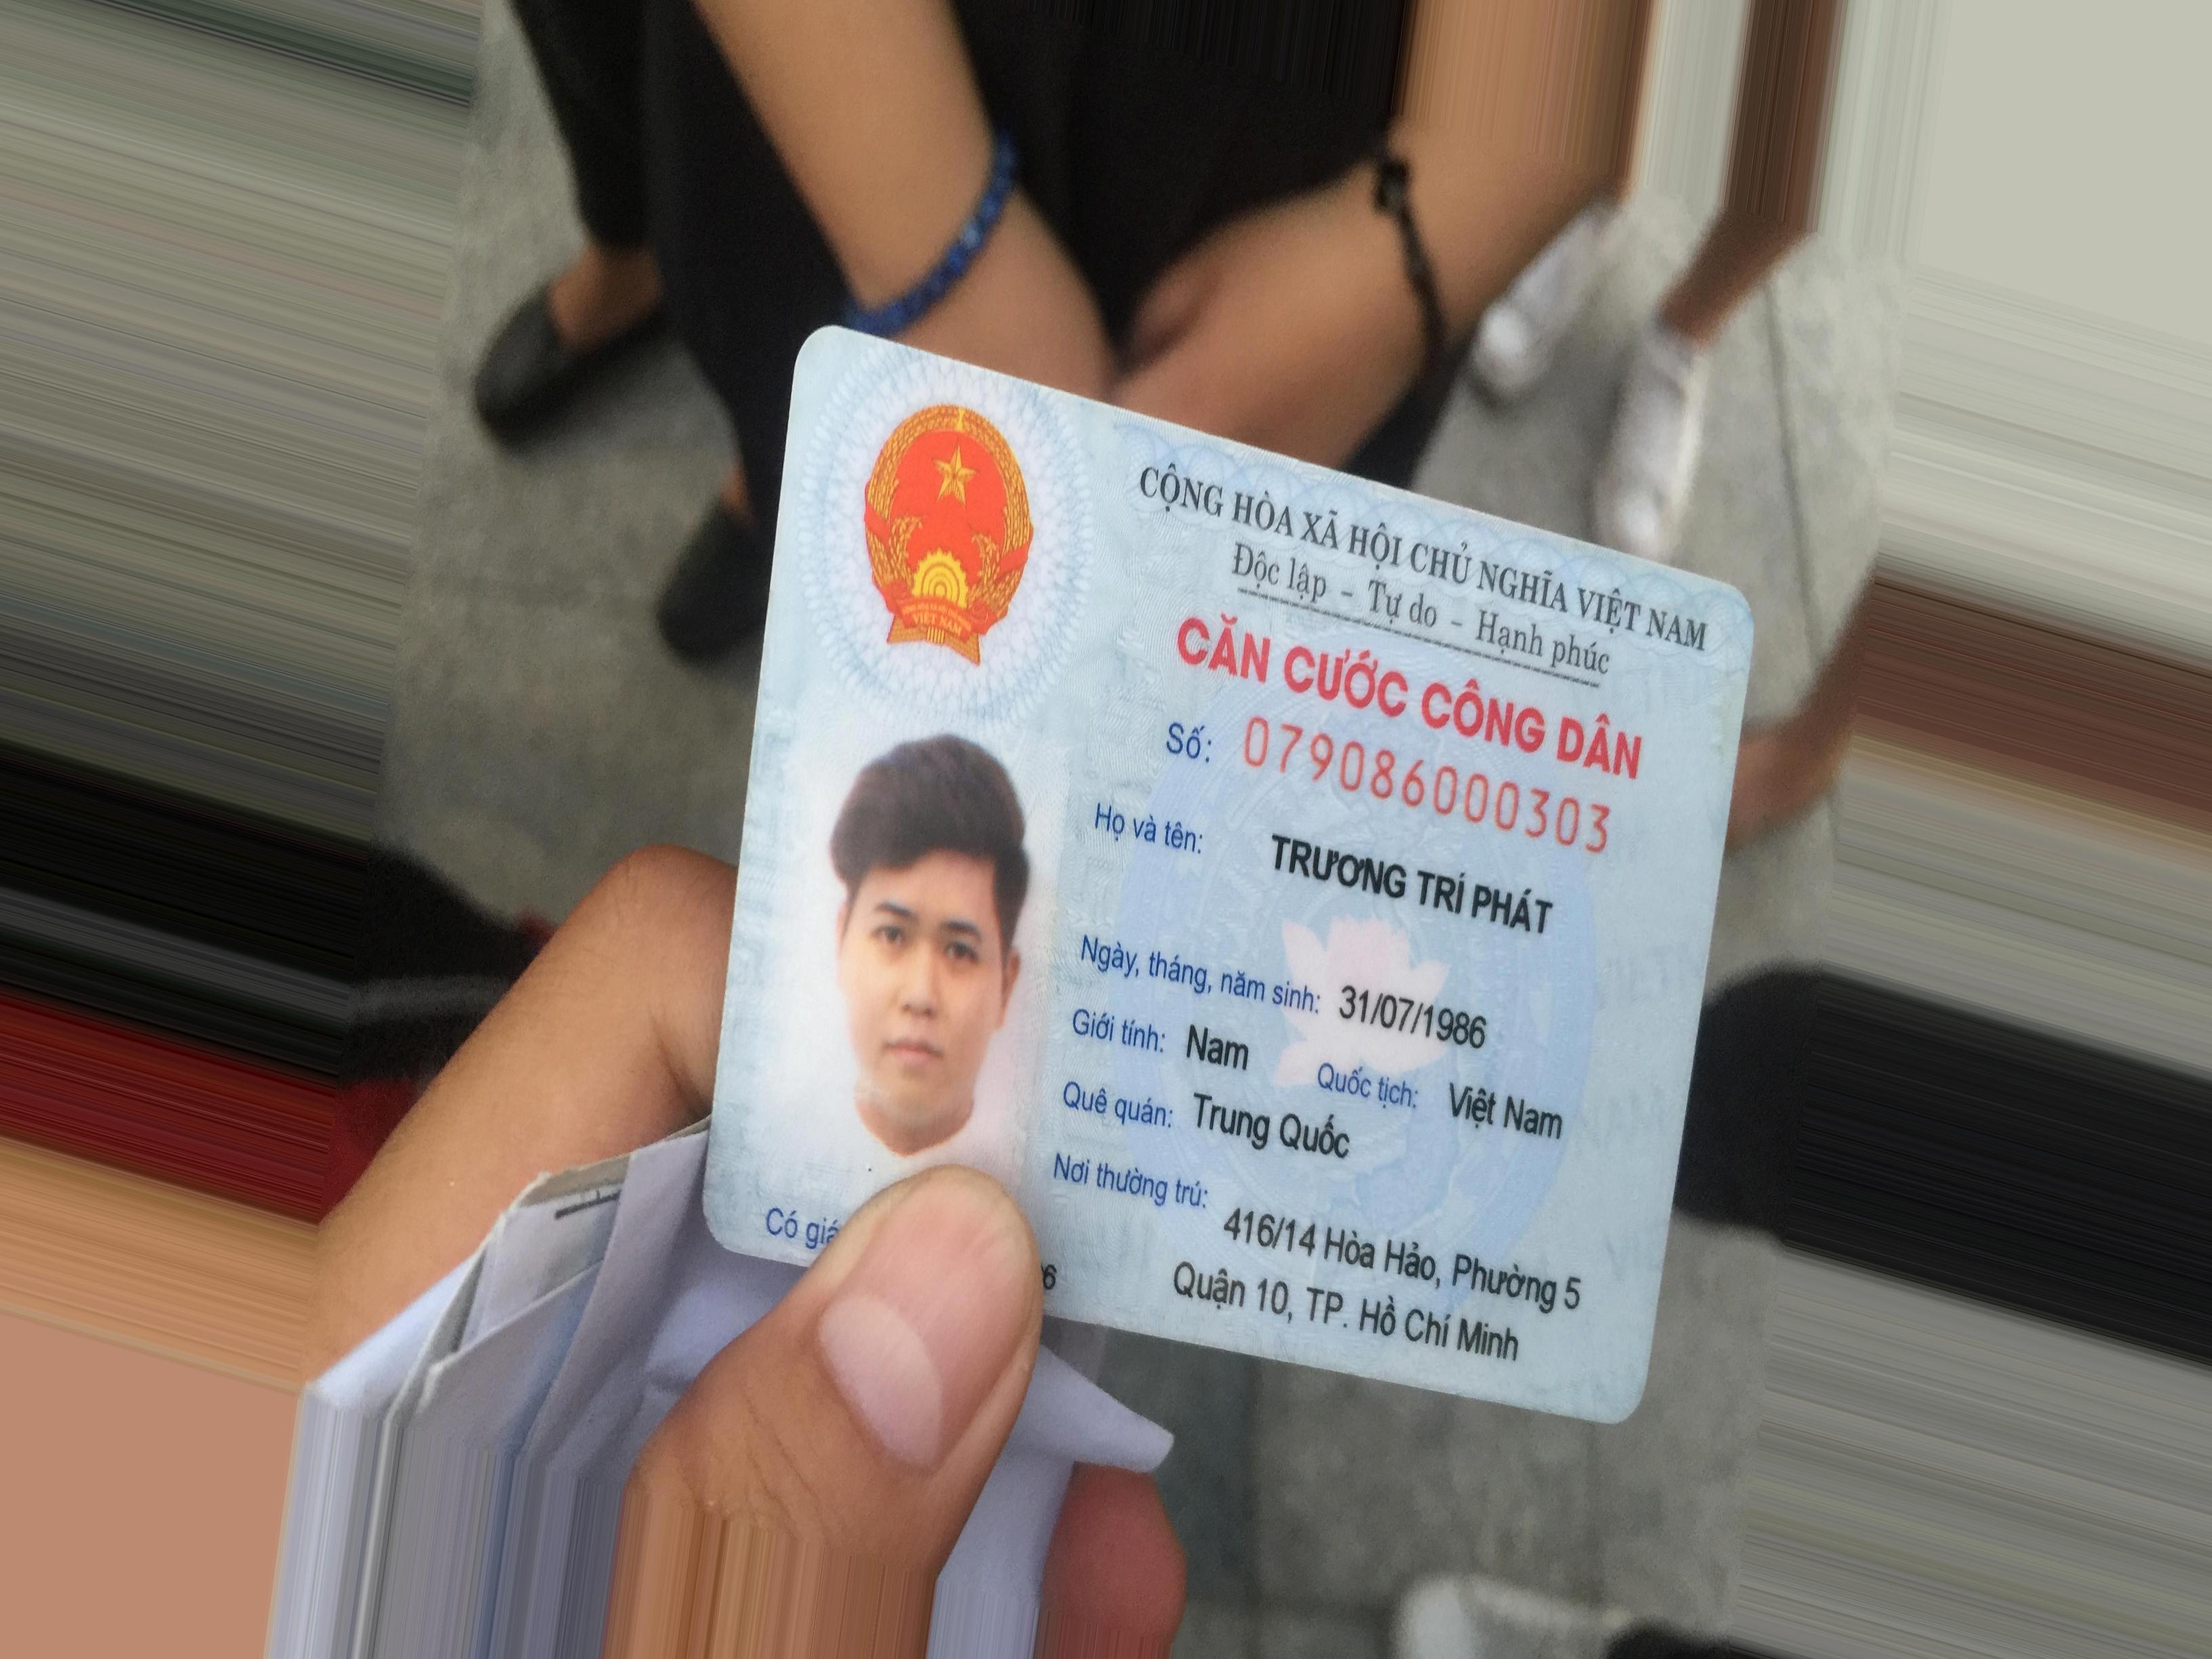 CỘNG HÒA XÃ HỘI CHỦ NGHĨA VIỆT NAM
Độc lập - Tự do - Hạnh phúc
CĂN CƯỚC CÔNG DÂN
Số: 079086000303
Họ và tên: TRƯƠNG TRÍ PHÁT
Ngày, tháng, năm sinh: 31/07/1986
Giới tính: Nam Quốc tịch: Việt Nam
Quê quán: Trung Quốc
Nơi thường trú: 416/14 Hòa Hảo, Phường 5
Quận 10, TP. Hồ Chí Minh
Có giá
VIỆT NAM